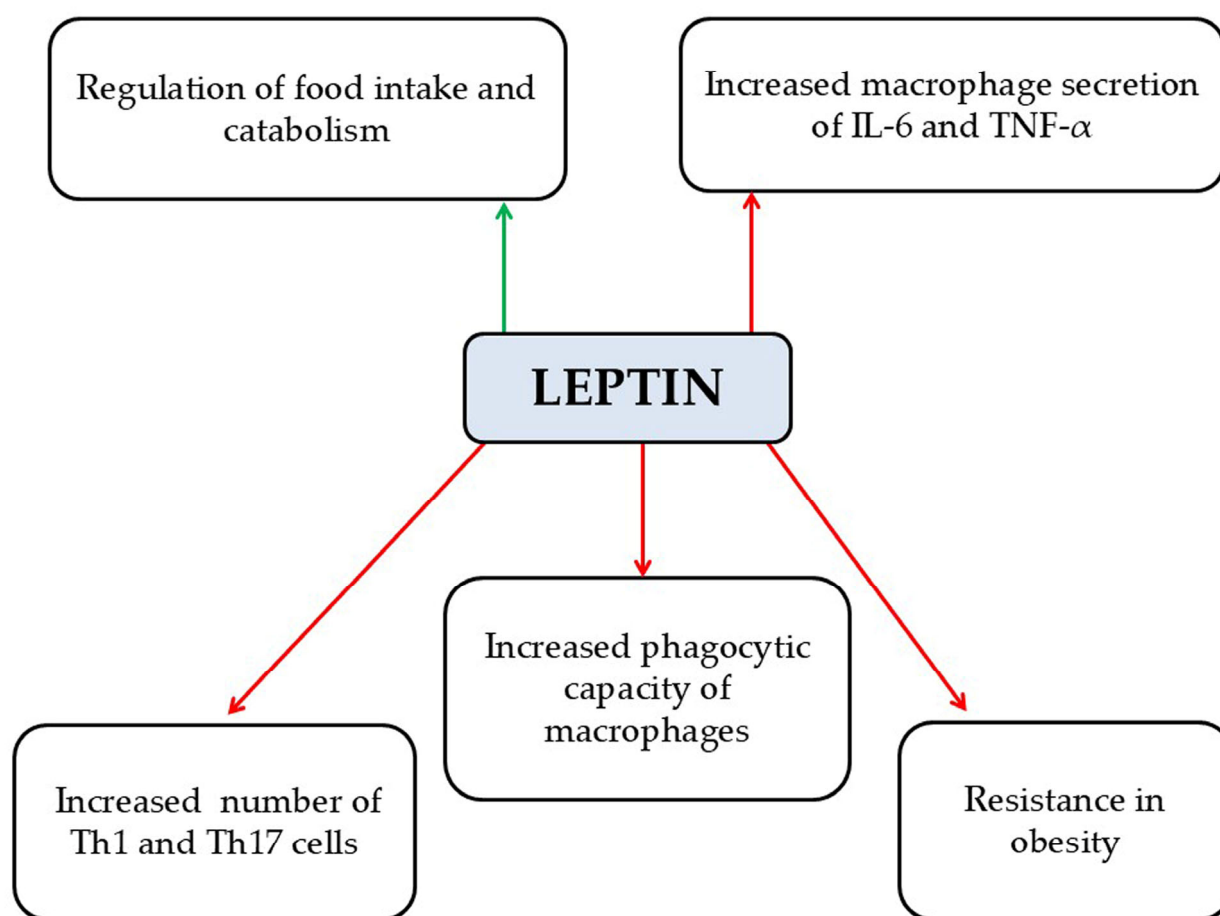 Regulation of food intake and
catabolism
Increased macrophage secretion
of IL-6 and TNF-α
LEPTIN
Increased phagocytic
capacity of
macrophages
Increased number of
Th1 and Th17 cells
Resistance in
obesity